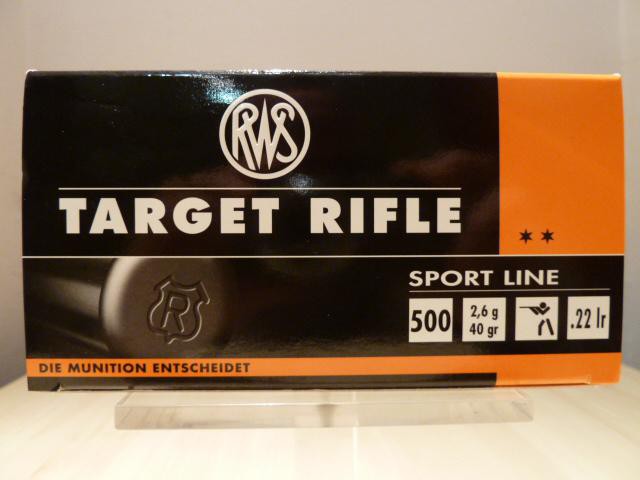 RWS
TARGET RIFLE
SPORT LINE
500
2,6 g
40 gr
.22 lr
R
DIE MUNITION ENTSCHEIDET